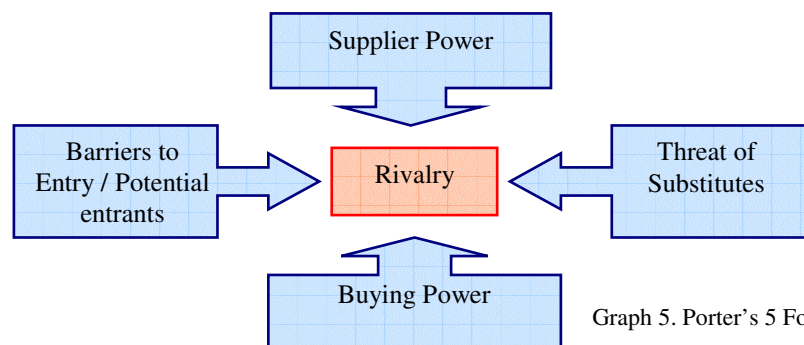 Supplier Power
Barriers to
Entry / Potential
entrants
Rivalry
Threat of
Substitutes
Buying Power
Graph 5. Porter's 5 Fo